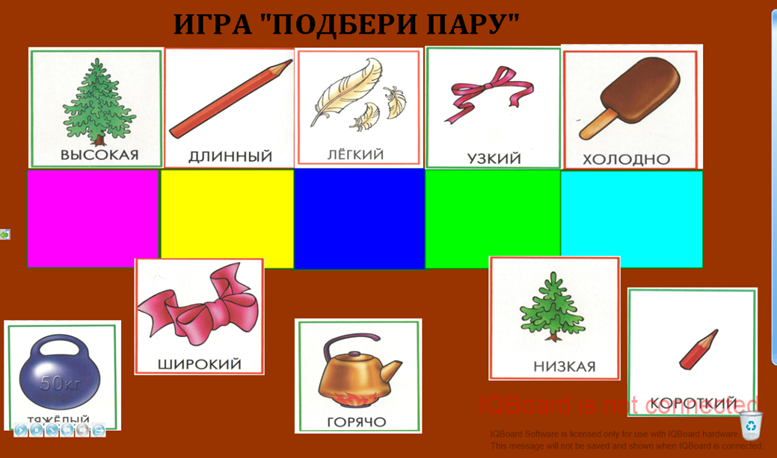 ИГРА "ПОДБЕРИ ПАРУ"
ВЫСОКАЯ
ДЛИННЫЙ
ЛЁГКИЙ
УЗКИЙ
ХОЛОДНО
ШИРОКИЙ
НИЗКАЯ
50кг
ТЯЖЁЛЫЙ
ГОРЯЧО
КОРОТКИЙ
IQBoard is not connected
IQBoard Software is licensed only for use with IQBoard hardware.
This message will not be saved and shown when IQBoard is connected.